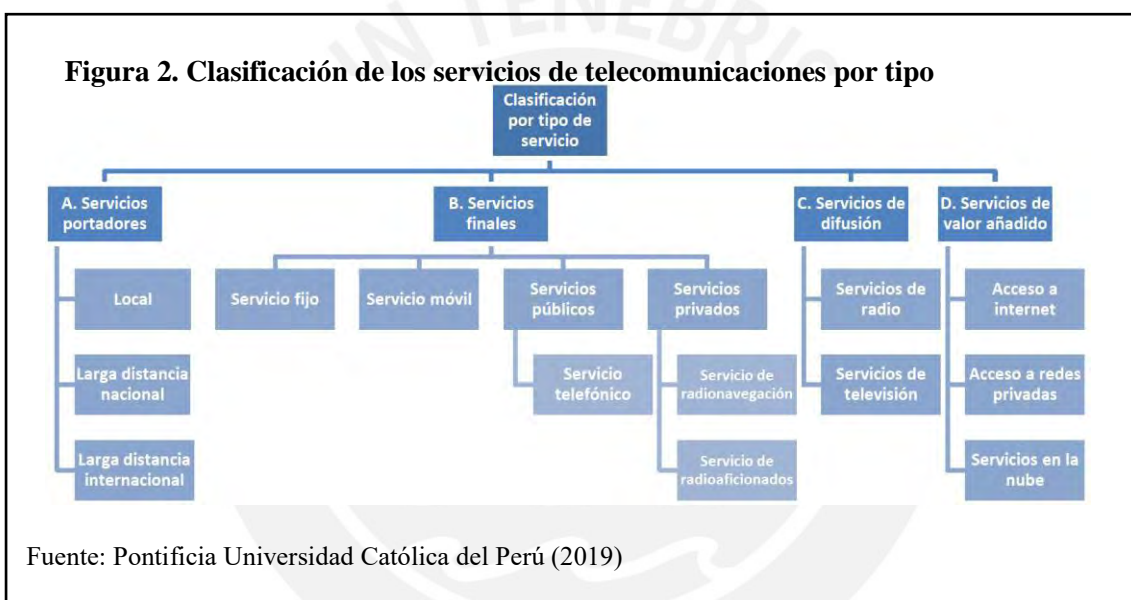 IN TENEBRIS
Figura 2. Clasificación de los servicios de telecomunicaciones por tipo
Clasificación
por tipo de
servicio
A. Servicios
portadores
Local
Larga distancia
nacional
Larga distancia
internacional
B. Servicios
finales
Servicio fijo
Servicio móvil
Servicios
públicos
Servicio
telefónico
Servicios
privados
Servicio de
radionavegación
Servicio de
radioaficionados
C. Servicios de
difusión
Servicios de
radio
Servicios de
televisión
D. Servicios de
valor añadido
Acceso a
internet
Acceso a redes
privadas
Servicios en la
nube
Fuente: Pontificia Universidad Católica del Perú (2019)